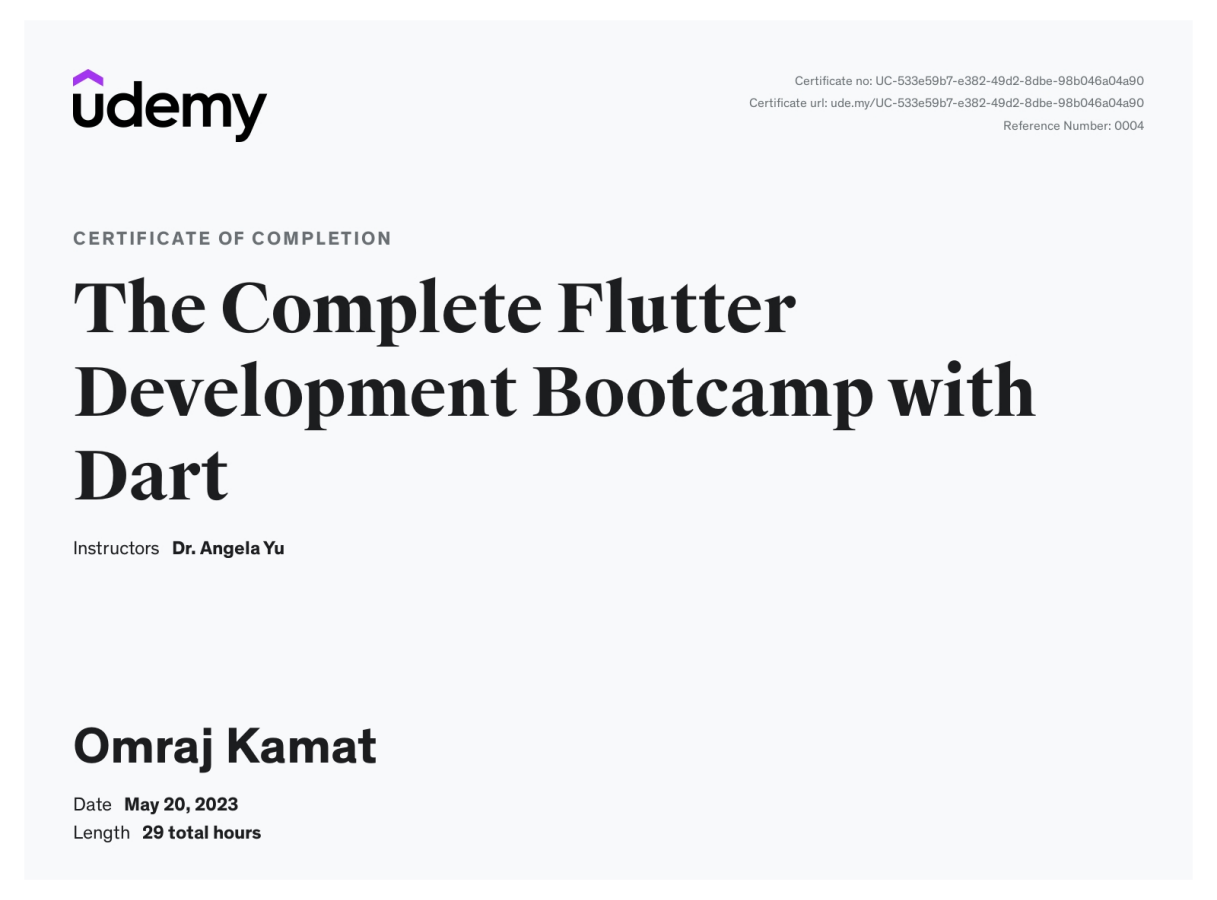 udemy
Certificate no: UC-533e59b7-e382-49d2-8dbe-98b046a04a90
Certificate url: ude.my/UC-533e59b7-e382-49d2-8dbe-98b046a04a90
Reference Number: 0004
CERTIFICATE OF COMPLETION
The Complete Flutter
Development Bootcamp with
Dart
Instructors Dr. Angela Yu
Omraj Kamat
Date May 20, 2023
Length 29 total hours